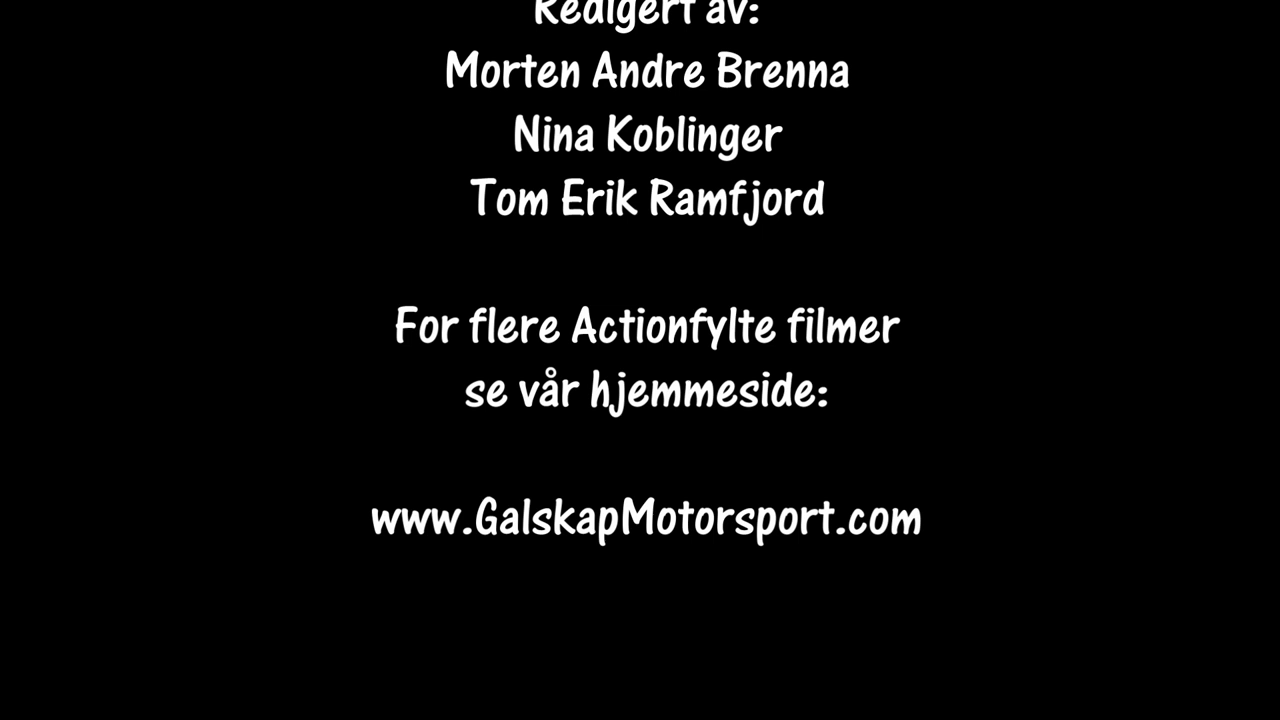 Redigert av:
Morten Andre Brenna
Nina Koblinger
Tom Erik Ramfjord
For flere Actionfylte filmer
se vår hjemmeside:
www.GalskapMotorsport.com